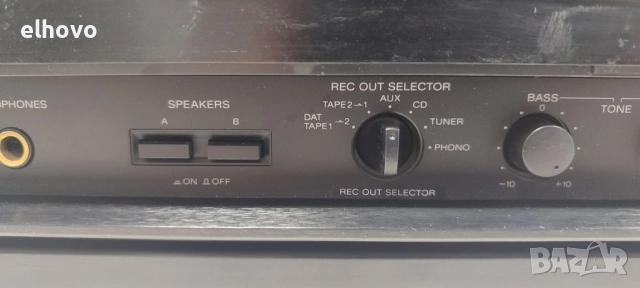 elhovo
PHONES
SPEAKERS
A B
ON OFF
REC OUT SELECTOR
AUX
TAPE2→1 CD
DAT
TAPE1→2 TUNER
PHONO
REC OUT SELECTOR
BASS
0
TONE
-10 +10
BAZAR